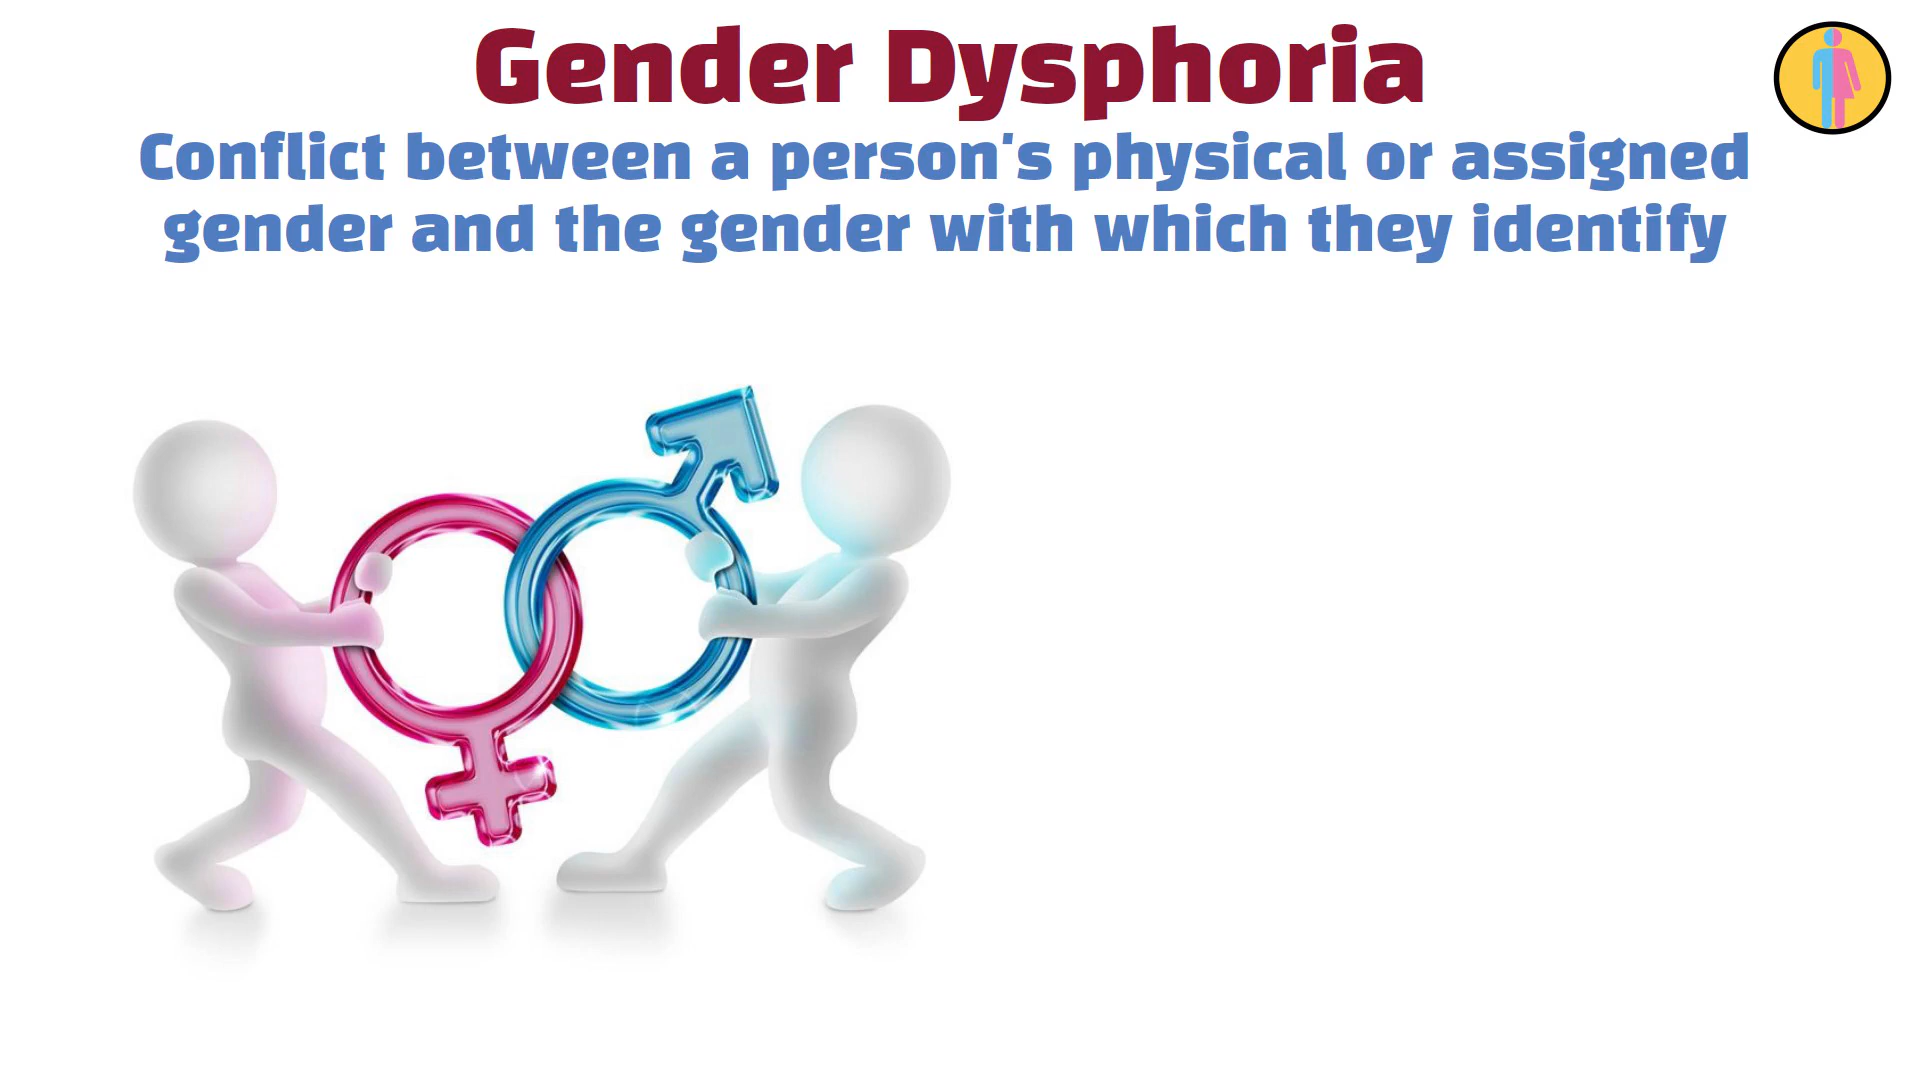 Gender Dysphoria
Conflict between a person's physical or assigned
gender and the gender with which they identify